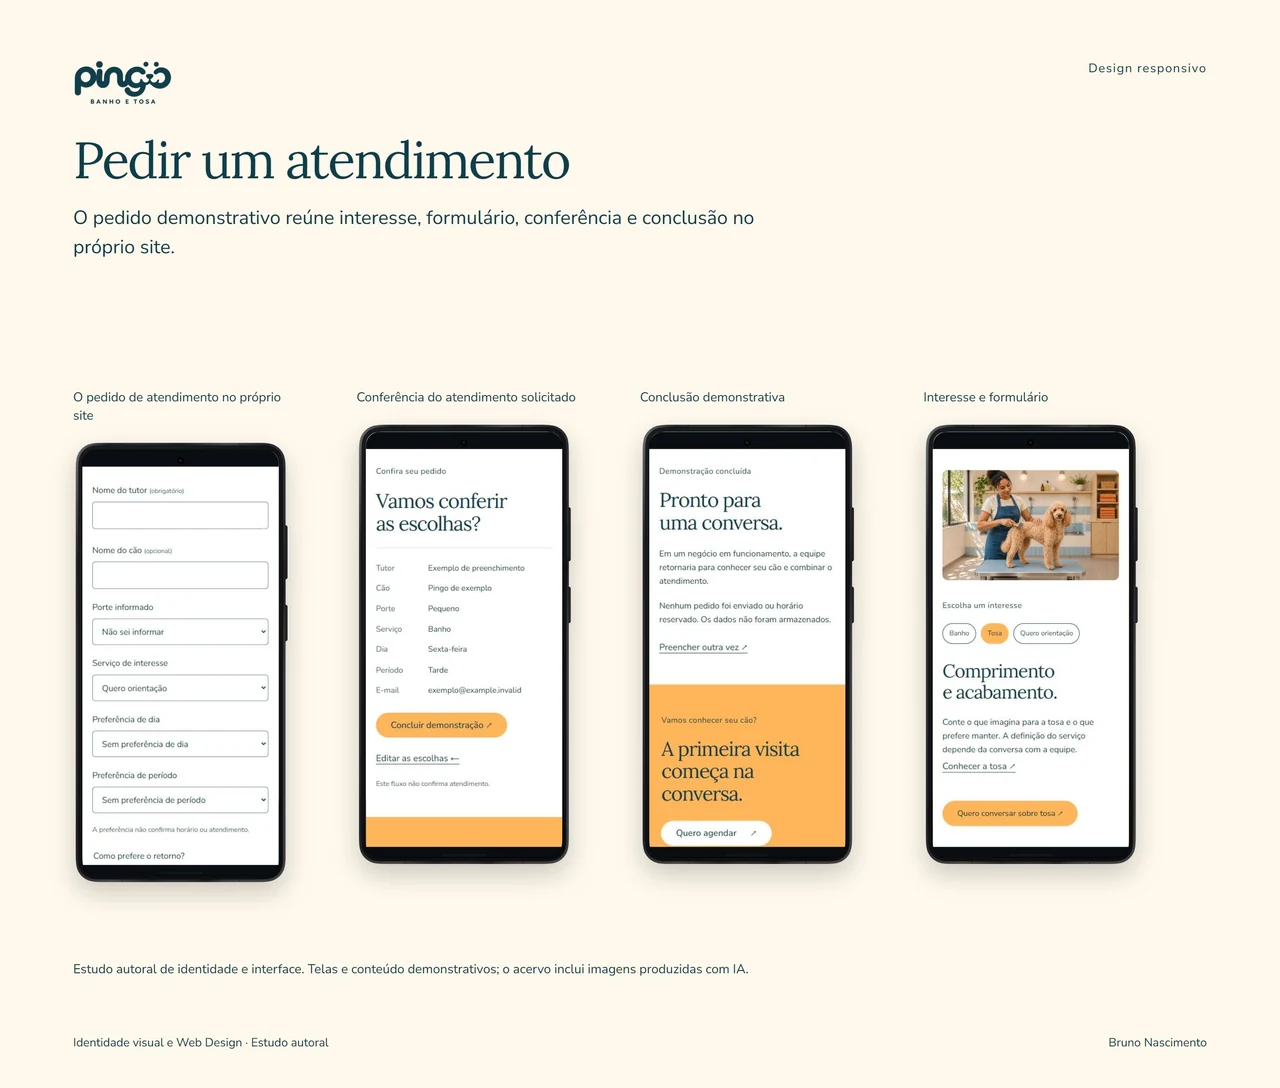 pingo
BANHO E TOSA
Design responsivo
Pedir um atendimento
O pedido demonstrativo reúne interesse, formulário, conferência e conclusão no
próprio site.
O pedido de atendimento no próprio
site
Nome do tutor (obrigatório)
Nome do cão (opcional)
Porte informado
Não sei informar
Serviço de interesse
Quero orientação
Preferência de dia
Sem preferência de dia
Preferência de período
Sem preferência de período
A preferência não confirma horário ou atendimento.
Como prefere o retorno?
Conferência do atendimento solicitado
Confira seu pedido
Vamos conferir
as escolhas?
Tutor Exemplo de preenchimento
Cão Pingo de exemplo
Porte Pequeno
Serviço Banho
Dia Sexta-feira
Período Tarde
E-mail exemplo@example.invalid
Concluir demonstração ↗
Editar as escolhas ←
Este fluxo não confirma atendimento.
Conclusão demonstrativa
Demonstração concluída
Pronto para
uma conversa.
Em um negócio em funcionamento, a equipe
retornaria para conhecer seu cão e combinar o
atendimento.
Nenhum pedido foi enviado ou horário
reservado. Os dados não foram armazenados.
Preencher outra vez ↗
Vamos conhecer seu cão?
A primeira visita
começa na
conversa.
Quero agendar ↗
Interesse e formulário
Escolha um interesse
Banho Tosa Quero orientação
Comprimento
e acabamento.
Conte o que imagina para a tosa e o que
prefere manter. A definição do serviço
depende da conversa com a equipe.
Conhecer a tosa ↗
Quero conversar sobre tosa ↗
Estudo autoral de identidade e interface. Telas e conteúdo demonstrativos; o acervo inclui imagens produzidas com IA.
Identidade visual e Web Design · Estudo autoral
Bruno Nascimento